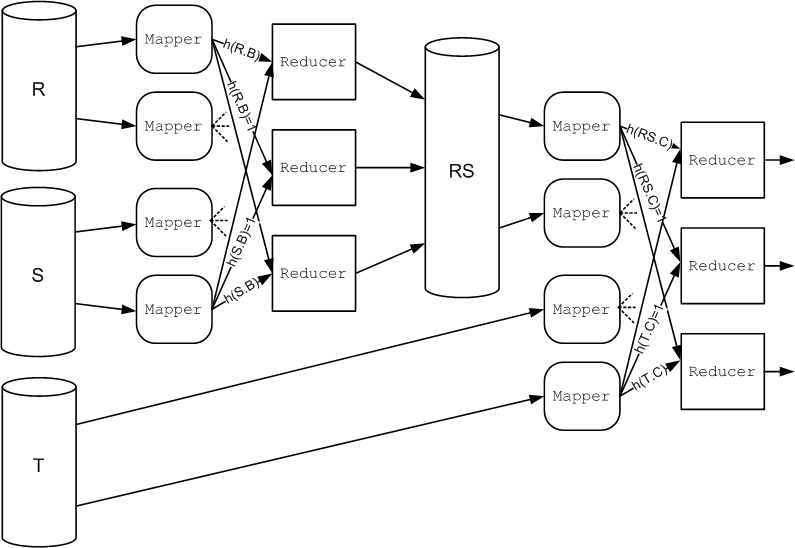 R
Mapper
h(R.B)
Reducer
h(R.B)=1
Mapper
Reducer
RS
Mapper
h(RS.C)
Reducer
h(RS.C)=1
S
Mapper
h(S.B)=1
Mapper
h(S.B)
Reducer
Mapper
Reducer
Mapper
h(T.C)=1
T
Mapper
h(T.C)
Reducer